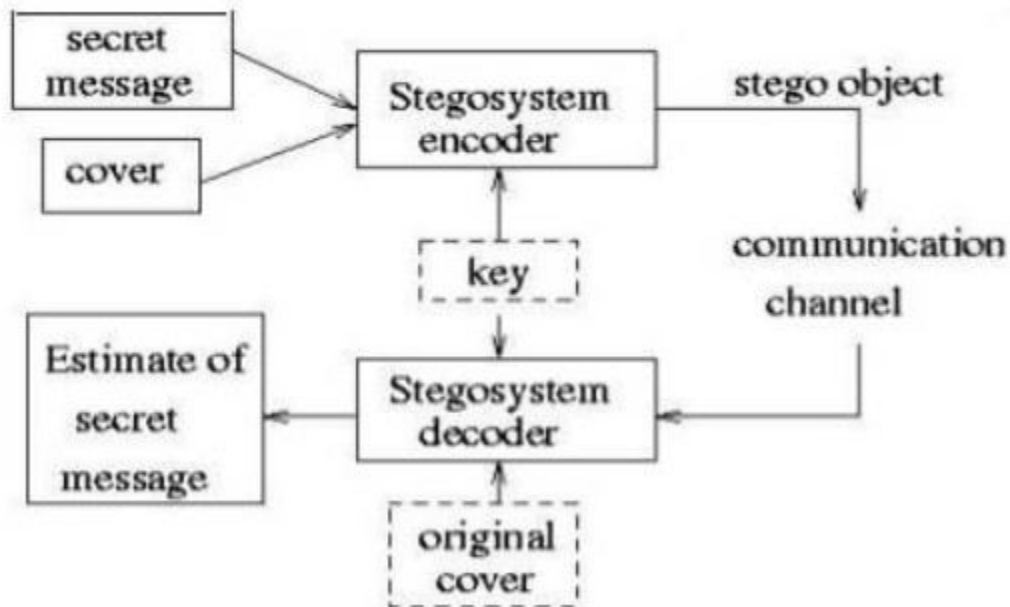 secret
message
cover
Stegosystem
encoder
stego object
key
communication
channel
Estimate of
secret
message
Stegosystem
decoder
original
cover